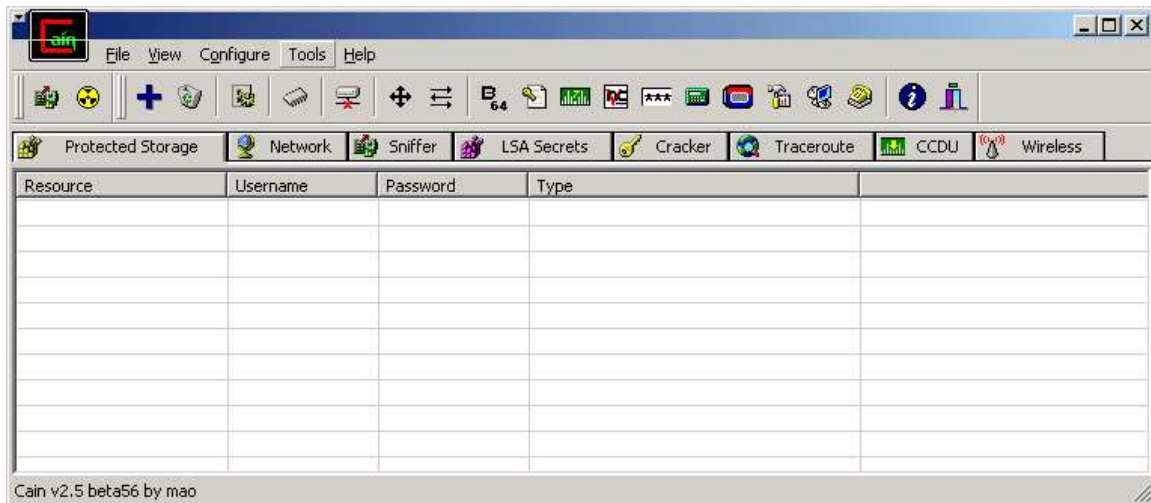 Cain
File View Configure Tools Help
B64 ***
Protected Storage Network Sniffer LSA Secrets Cracker Traceroute CCDU Wireless
Resource Username Password Type
Cain v2.5 beta56 by mao